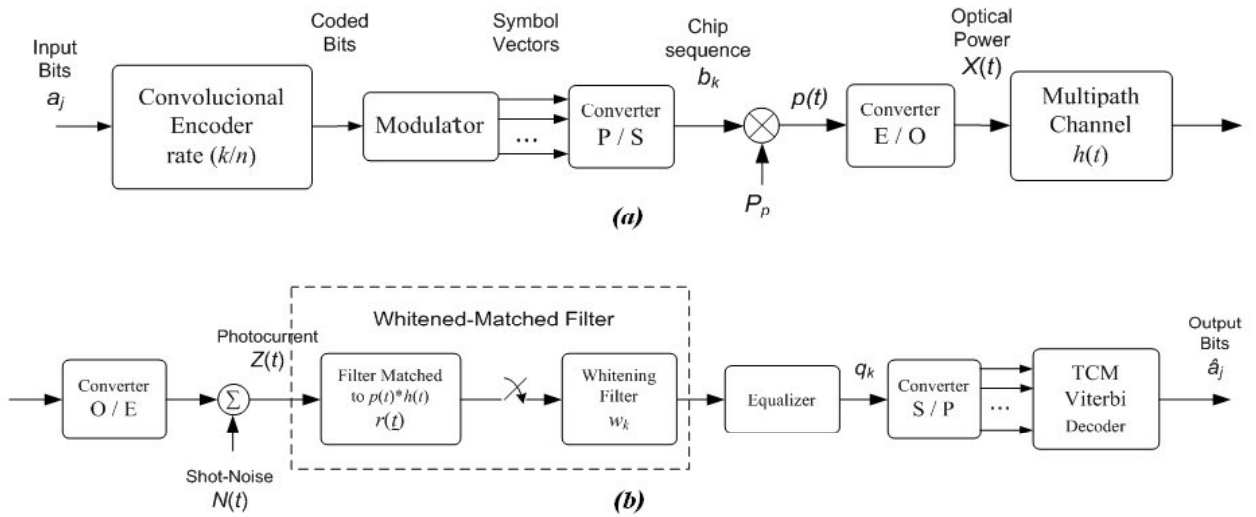 Input
Bits
a_j
Convolucional
Encoder
rate (k/n)
Coded
Bits
Modulator
Symbol
Vectors
...
Converter
P / S
Chip
sequence
b_k
P_p
p(t)
Converter
E / O
Optical
Power
X(t)
Multipath
Channel
h(t)
(a)
Converter
O / E
Σ
Shot-Noise
N(t)
Photocurrent
Z(t)
Whitened-Matched Filter
Filter Matched
to p(t)*h(t)
r(t)
Whitening
Filter
w_k
Equalizer
q_k
Converter
S / P
...
TCM
Viterbi
Decoder
Output
Bits
â_j
(b)